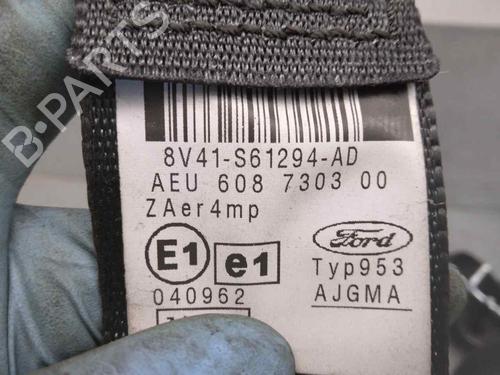 B-PARTS
8V41-S61294-AD
AEU 608 7303 00
ZAer4mp
E1 e1 Ford
040962 Typ953
AJGMA